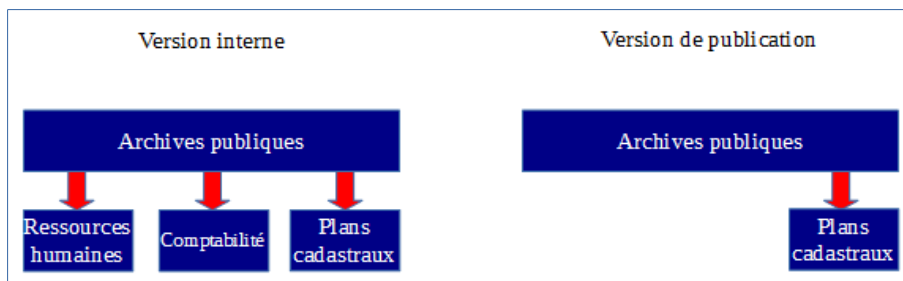 Version interne
Version de publication
Archives publiques
Archives publiques
Ressources
humaines
Comptabilité
Plans
cadastraux
Plans
cadastraux